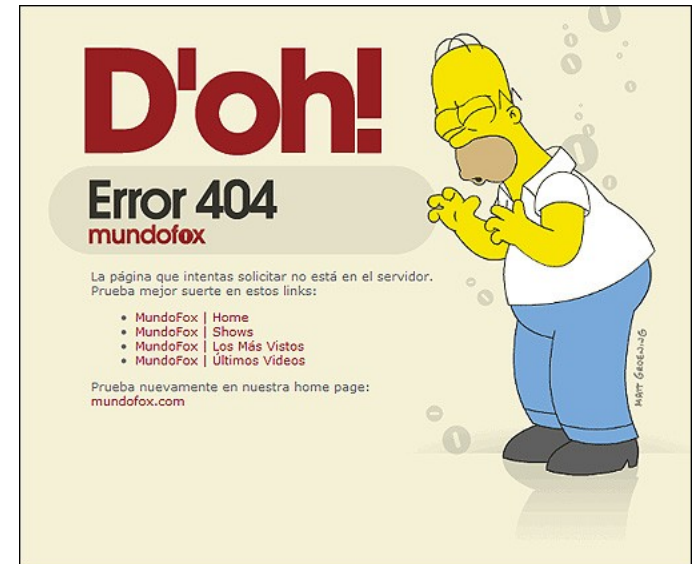 D'oh!
Error 404
mundofox
La página que intentas solicitar no está en el servidor.
Prueba mejor suerte en estos links:
• MundoFox | Home
• MundoFox | Shows
• MundoFox | Los Más Vistos
• MundoFox | Últimos Videos
Prueba nuevamente en nuestra home page:
mundofox.com
MATT GROENING